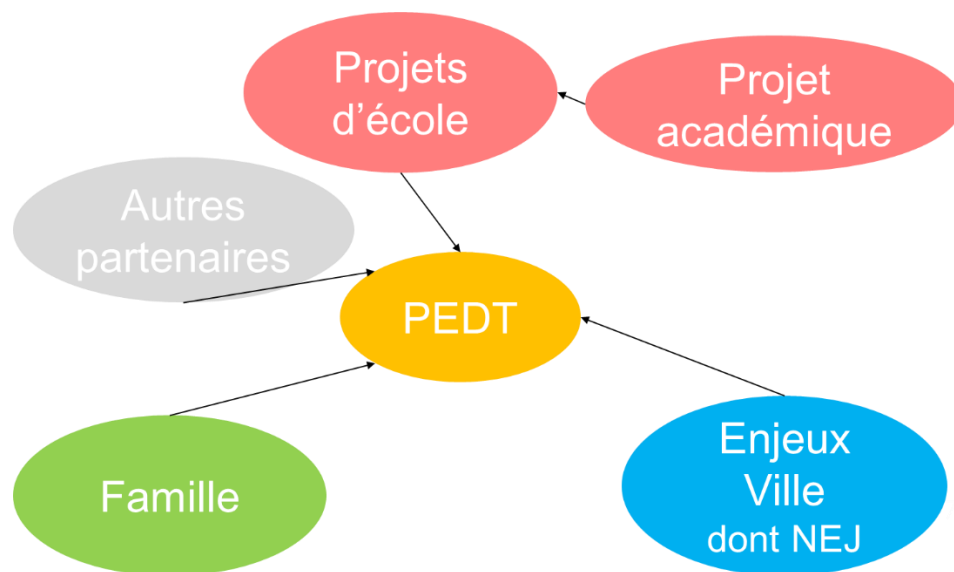 Projets
d’école
Projet
académique
Autres
partenaires
PEDT
Famille
Enjeux
Ville
dont NEJ